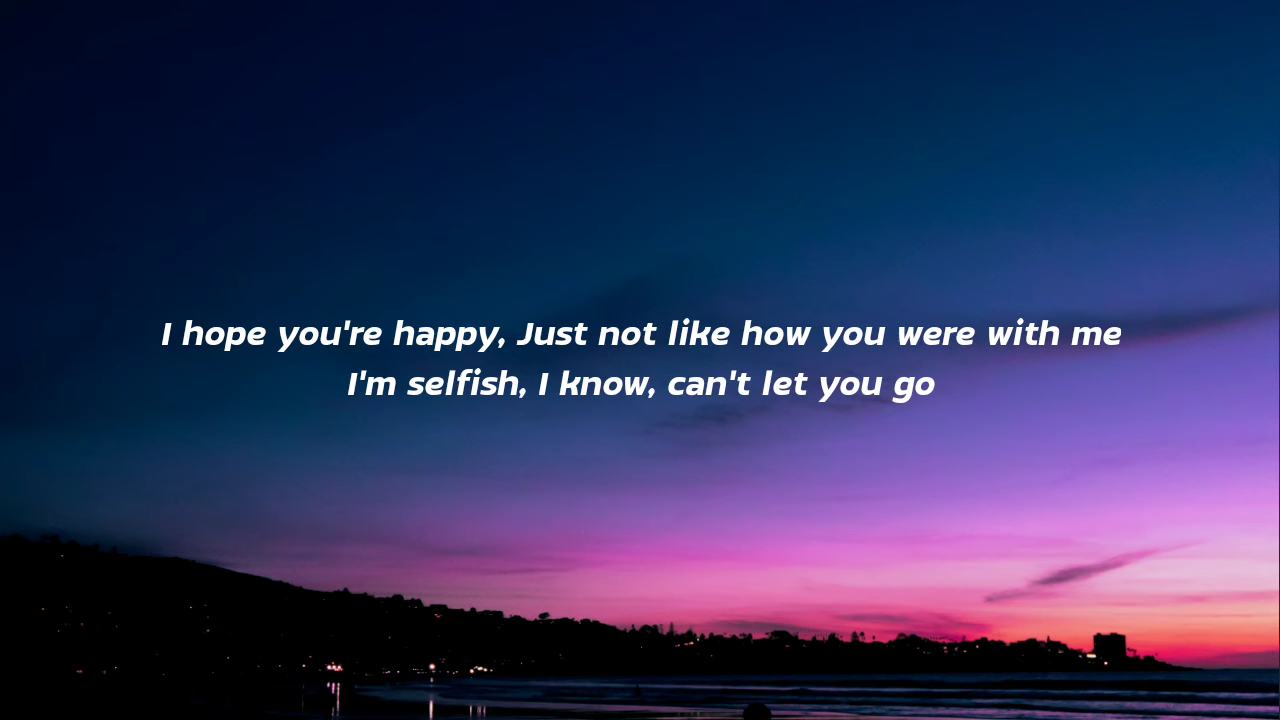 I hope you're happy, Just not like how you were with me
I'm selfish, I know, can't let you go